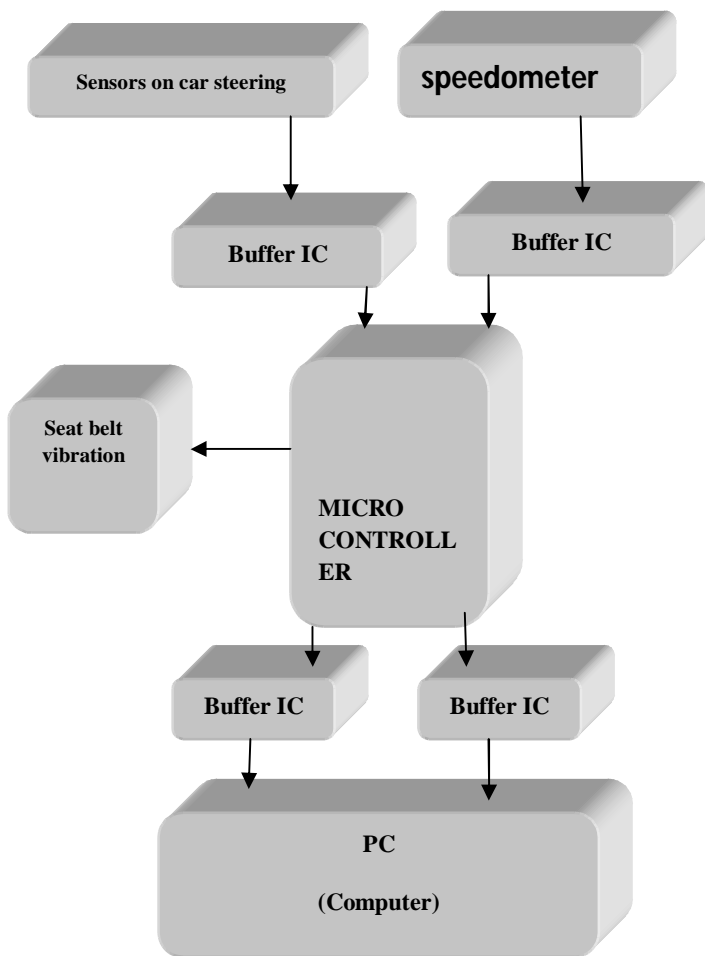 Sensors on car steering
speedometer
Buffer IC
Buffer IC
Seat belt
vibration
MICRO
CONTROLL
ER
Buffer IC
Buffer IC
PC
(Computer)